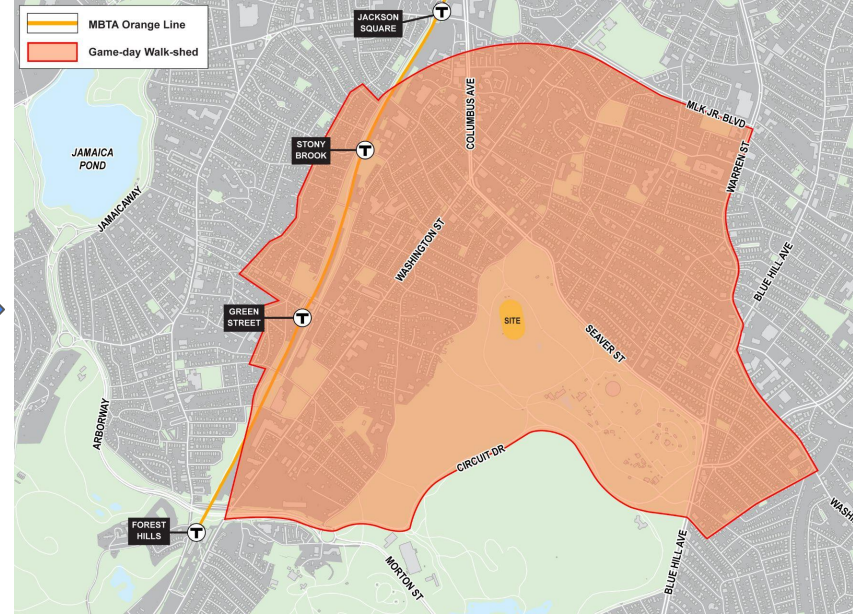 MBTA Orange Line
Game-day Walk-shed
JACKSON
SQUARE
COLUMBUS AVE
MLK JR. BLVD
STONY
BROOK
JAMAICA
POND
WARREN ST
JAMAICAWAY
WASHINGTON ST
BLUE HILL AVE
GREEN
STREET
SITE
SEAVER ST
ARBORWAY
CIRCUIT DR
FOREST
HILLS
MORTON ST
BLUE HILL AVE
T
T
T
T